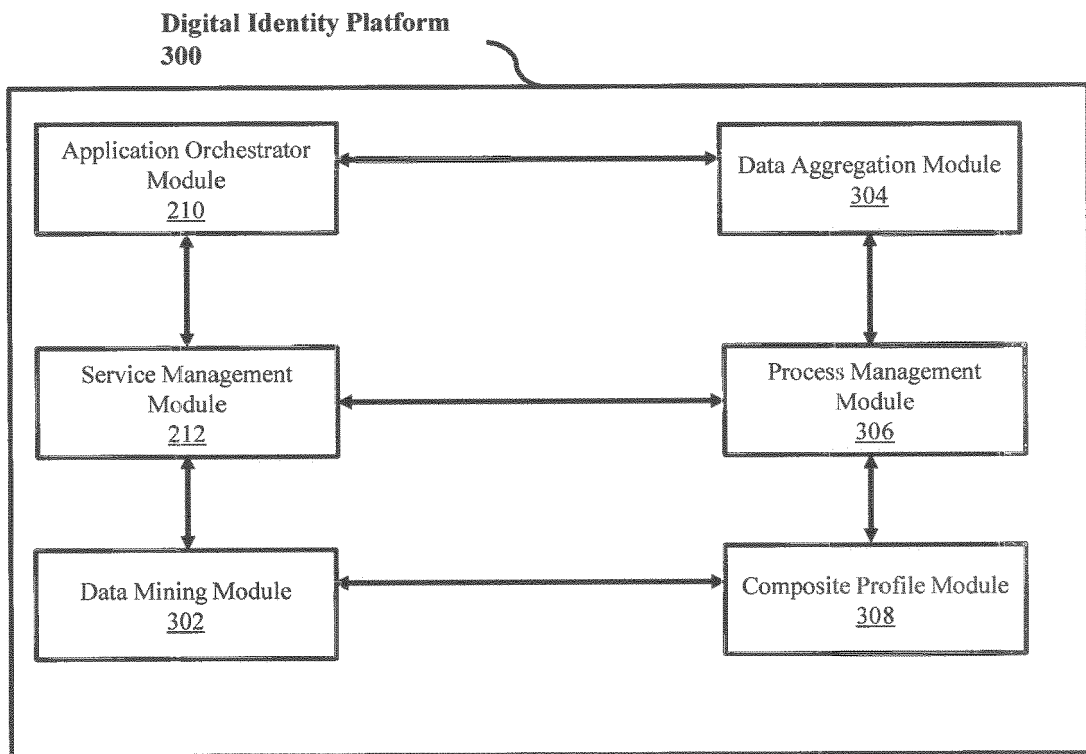 Digital Identity Platform
300
Application Orchestrator
Module
210
Data Aggregation Module
304
Service Management
Module
212
Process Management
Module
306
Data Mining Module
302
Composite Profile Module
308